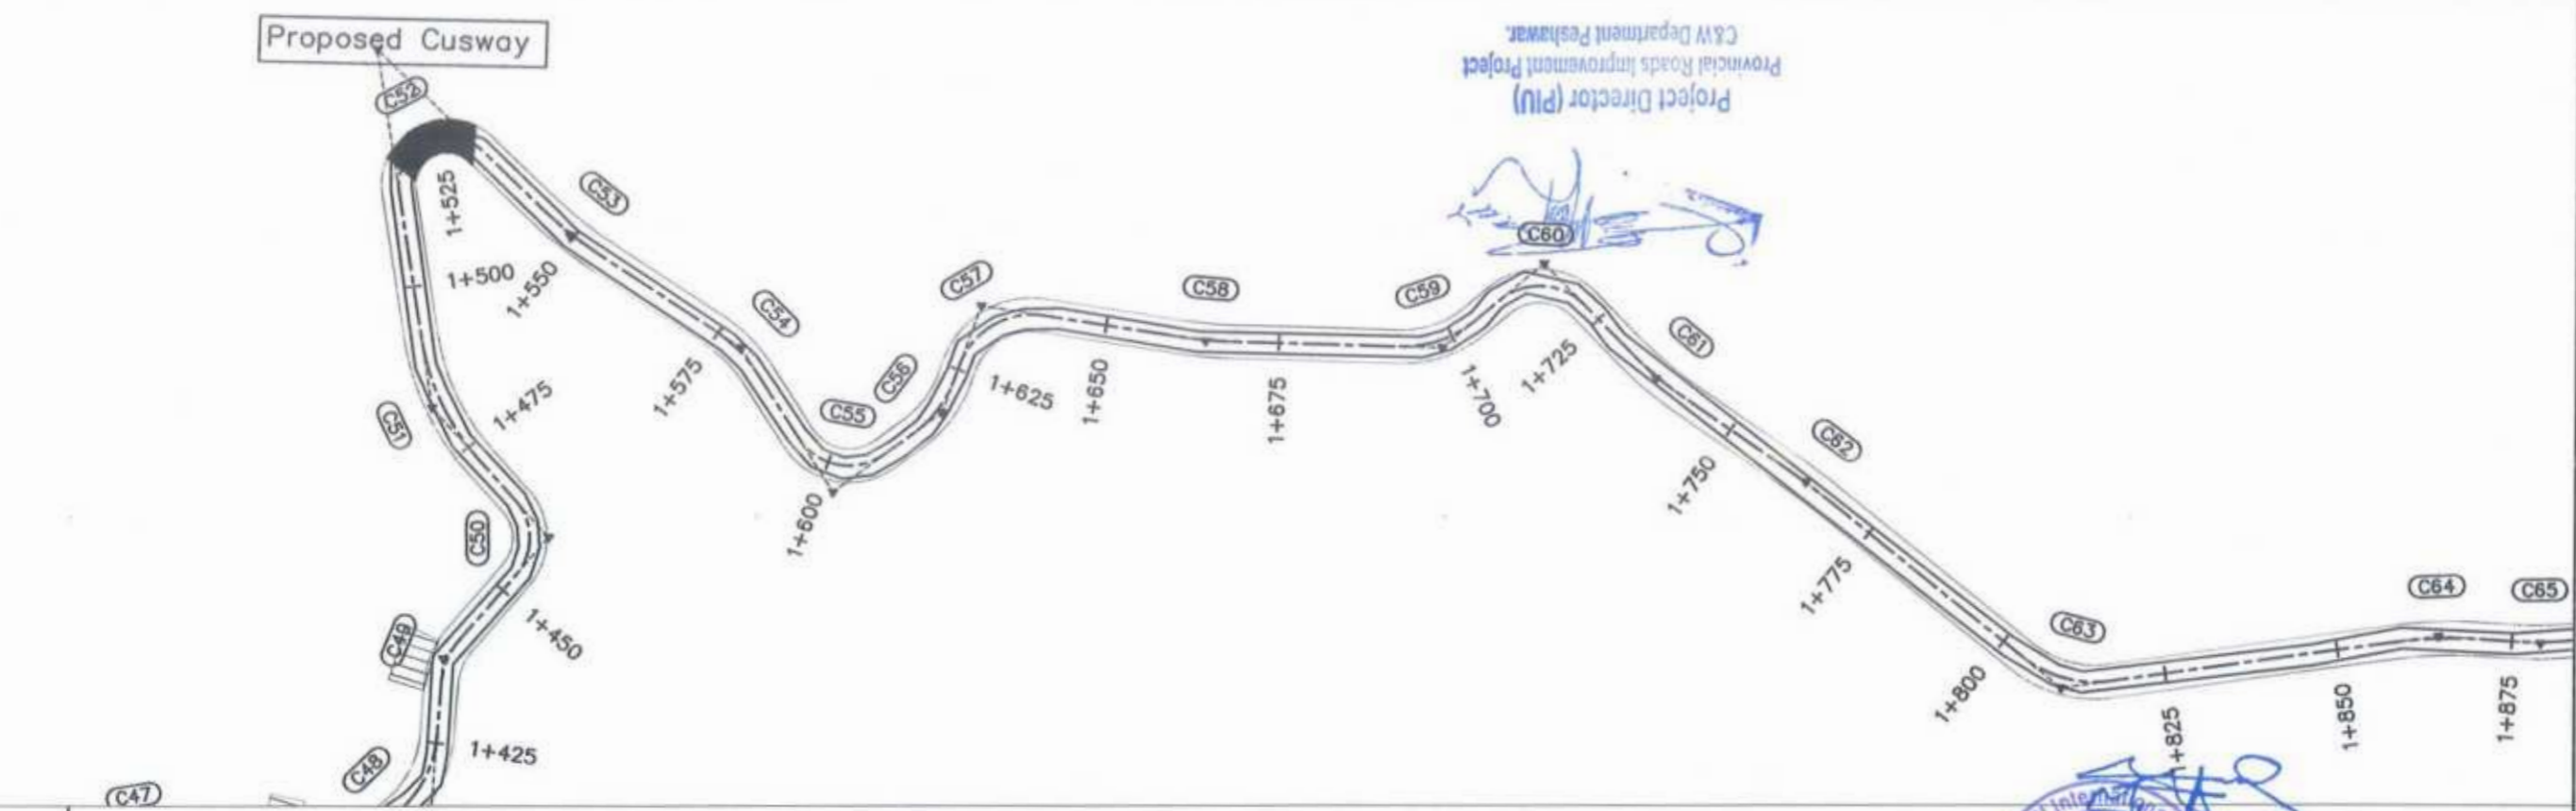 Proposed Cusway
C52
C53
1+525
1+500
1+550
C54
1+575
C51
1+475
C50
C49
1+450
1+425
C48
C47
C55
C56
C57
1+600
1+625
1+650
C58
1+675
C59
1+700
C60
1+725
C61
1+750
C62
1+775
1+800
C63
1+825
1+850
C64
1+875
C65
Project Director (PIU)
Provincial Roads Improvement Project
C&W Department Peshawar.
International